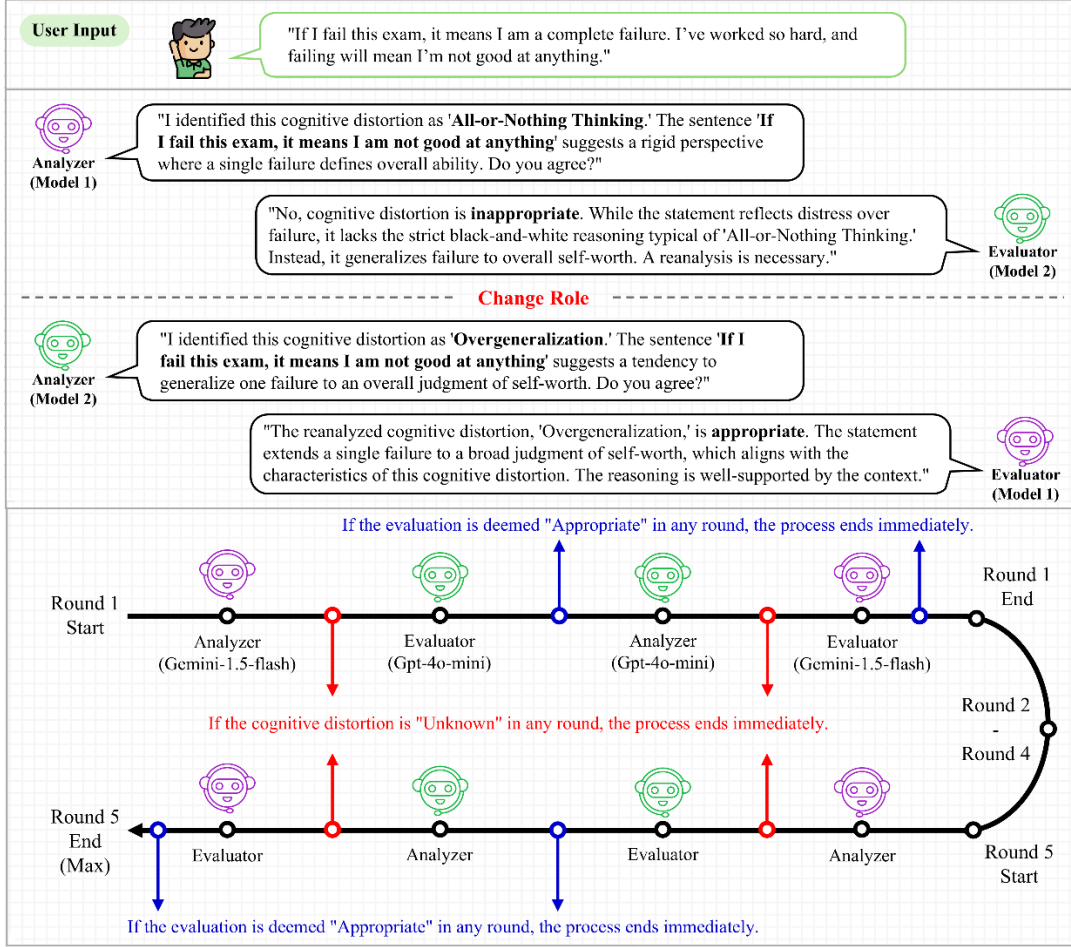 User Input
"If I fail this exam, it means I am a complete failure. I've worked so hard, and
failing will mean I'm not good at anything."
Analyzer
(Model 1)
"I identified this cognitive distortion as 'All-or-Nothing Thinking.' The sentence 'If
I fail this exam, it means I am not good at anything' suggests a rigid perspective
where a single failure defines overall ability. Do you agree?"
"No, cognitive distortion is inappropriate. While the statement reflects distress over
failure, it lacks the strict black-and-white reasoning typical of 'All-or-Nothing Thinking.'
Instead, it generalizes failure to overall self-worth. A reanalysis is necessary."
Evaluator
(Model 2)
Change Role
Analyzer
(Model 2)
"I identified this cognitive distortion as 'Overgeneralization.' The sentence 'If I
fail this exam, it means I am not good at anything' suggests a tendency to
generalize one failure to an overall judgment of self-worth. Do you agree?"
"The reanalyzed cognitive distortion, 'Overgeneralization,' is appropriate. The statement
extends a single failure to a broad judgment of self-worth, which aligns with the
characteristics of this cognitive distortion. The reasoning is well-supported by the context."
Evaluator
(Model 1)
If the evaluation is deemed "Appropriate" in any round, the process ends immediately.
Round 1
Start
Analyzer
(Gemini-1.5-flash)
Evaluator
(Gpt-4o-mini)
Analyzer
(Gpt-4o-mini)
Evaluator
(Gemini-1.5-flash)
Round 1
End
If the cognitive distortion is "Unknown" in any round, the process ends immediately.
Round 2
-
Round 4
Round 5
End
(Max)
Evaluator
Analyzer
Evaluator
Analyzer
Round 5
Start
If the evaluation is deemed "Appropriate" in any round, the process ends immediately.